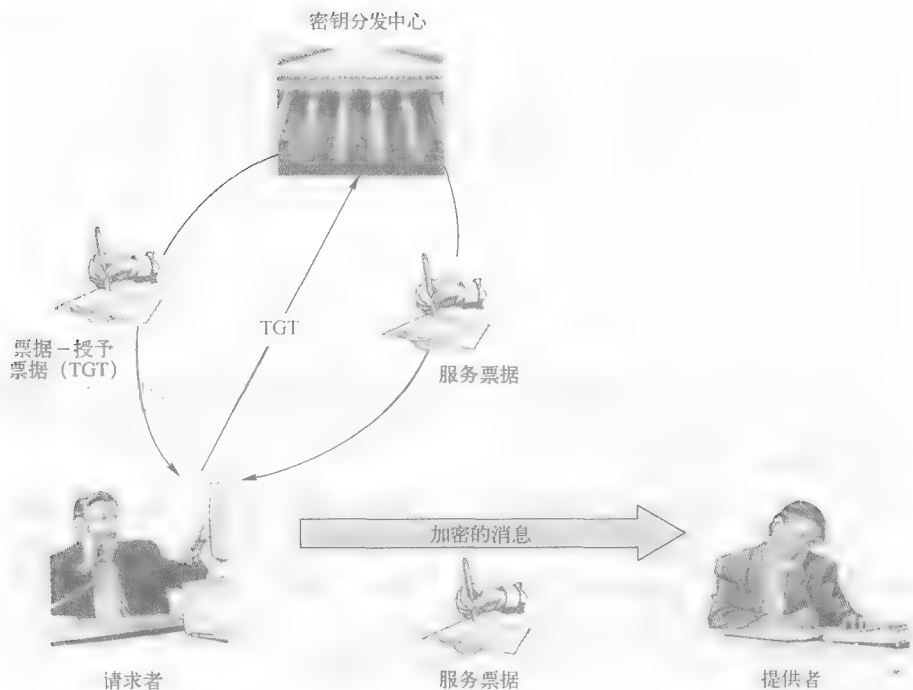 密钥分发中心
TGT
票据－授予
票据（TGT）
服务票据
加密的消息
请求者
服务票据
提供者